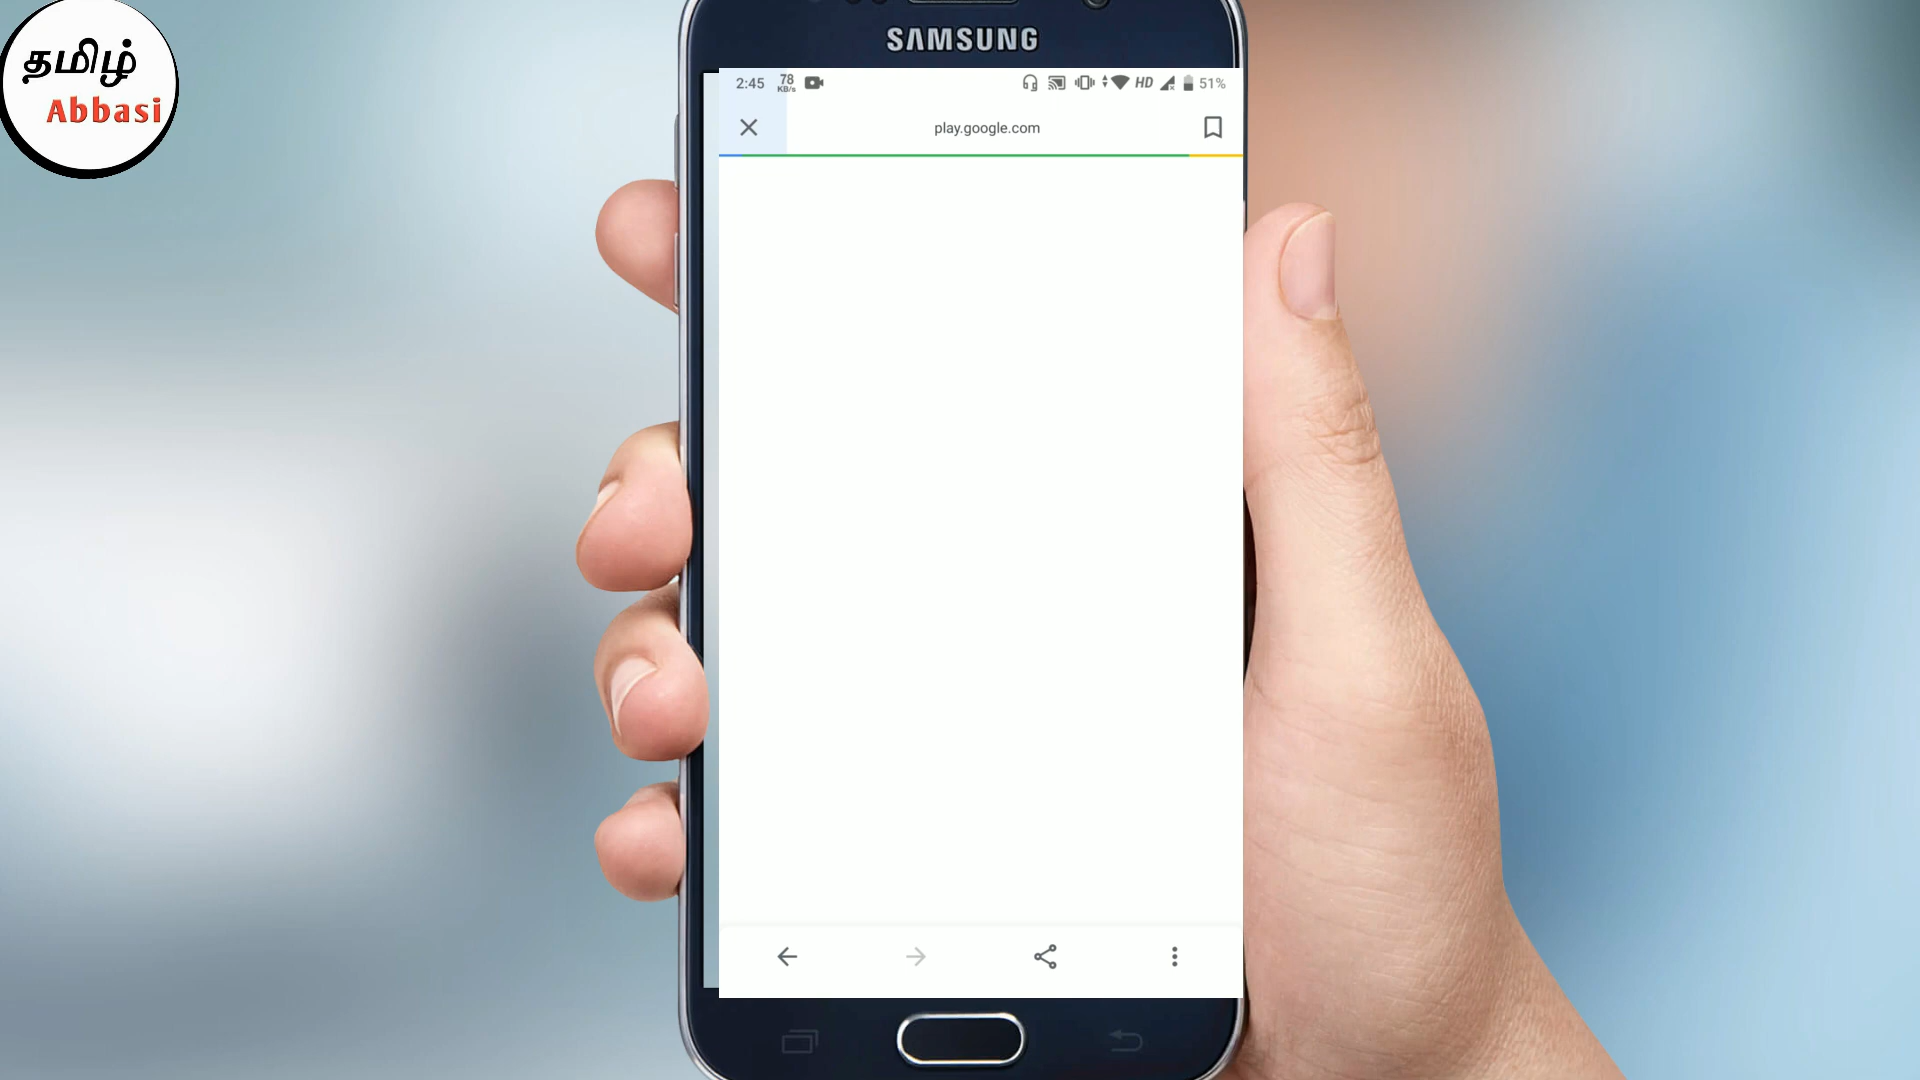 தமிழ்
Abbasi
SAMSUNG
2:45
78
KB/s
HD
51%
play.google.com